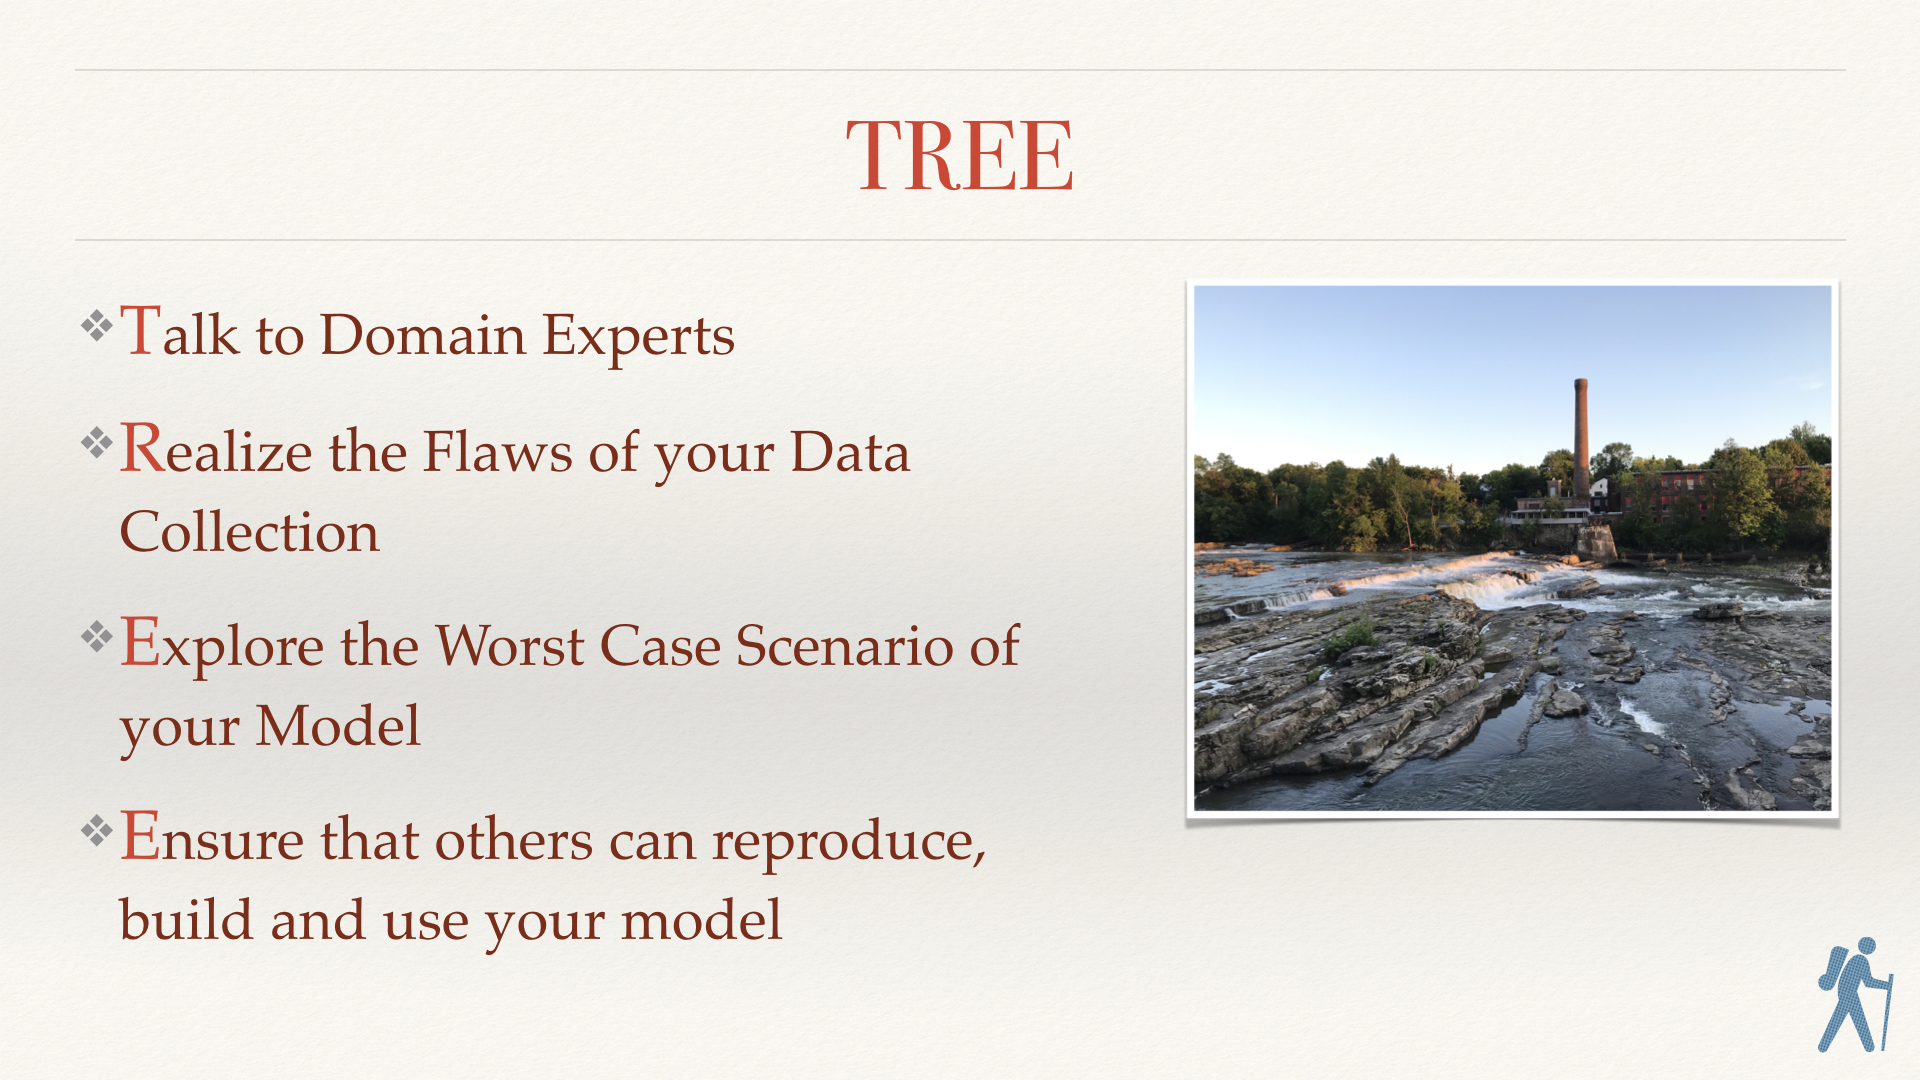 TREE
❖ Talk to Domain Experts
❖ Realize the Flaws of your Data
Collection
❖ Explore the Worst Case Scenario of
your Model
❖ Ensure that others can reproduce,
build and use your model